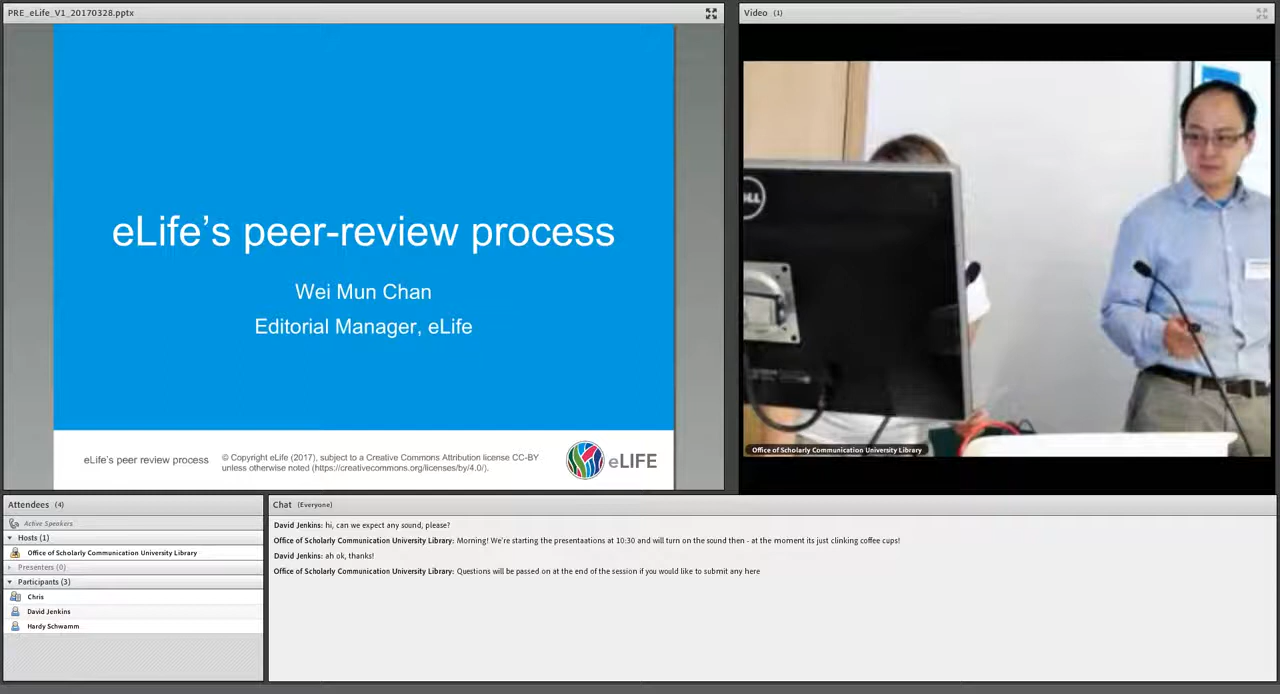 PRE_eLife_V1_20170328.pptx
eLife’s peer-review process
Wei Mun Chan
Editorial Manager, eLife
eLife’s peer review process
© Copyright eLife (2017), subject to a Creative Commons Attribution license CC-BY
unless otherwise noted (https://creativecommons.org/licenses/by/4.0/).
eLIFE
Video (1)
DELL
Office of Scholarly Communication University Library
Attendees (4)
Active Speakers
Hosts (1)
Office of Scholarly Communication University Library
Presenters (0)
Participants (3)
Chris
David Jenkins
Hardy Schwamm
Chat (Everyone)
David Jenkins: hi, can we expect any sound, please?
Office of Scholarly Communication University Library: Morning! We're starting the presentaations at 10:30 and will turn on the sound then - at the moment its just clinking coffee cups!
David Jenkins: ah ok, thanks!
Office of Scholarly Communication University Library: Questions will be passed on at the end of the session if you would like to submit any here